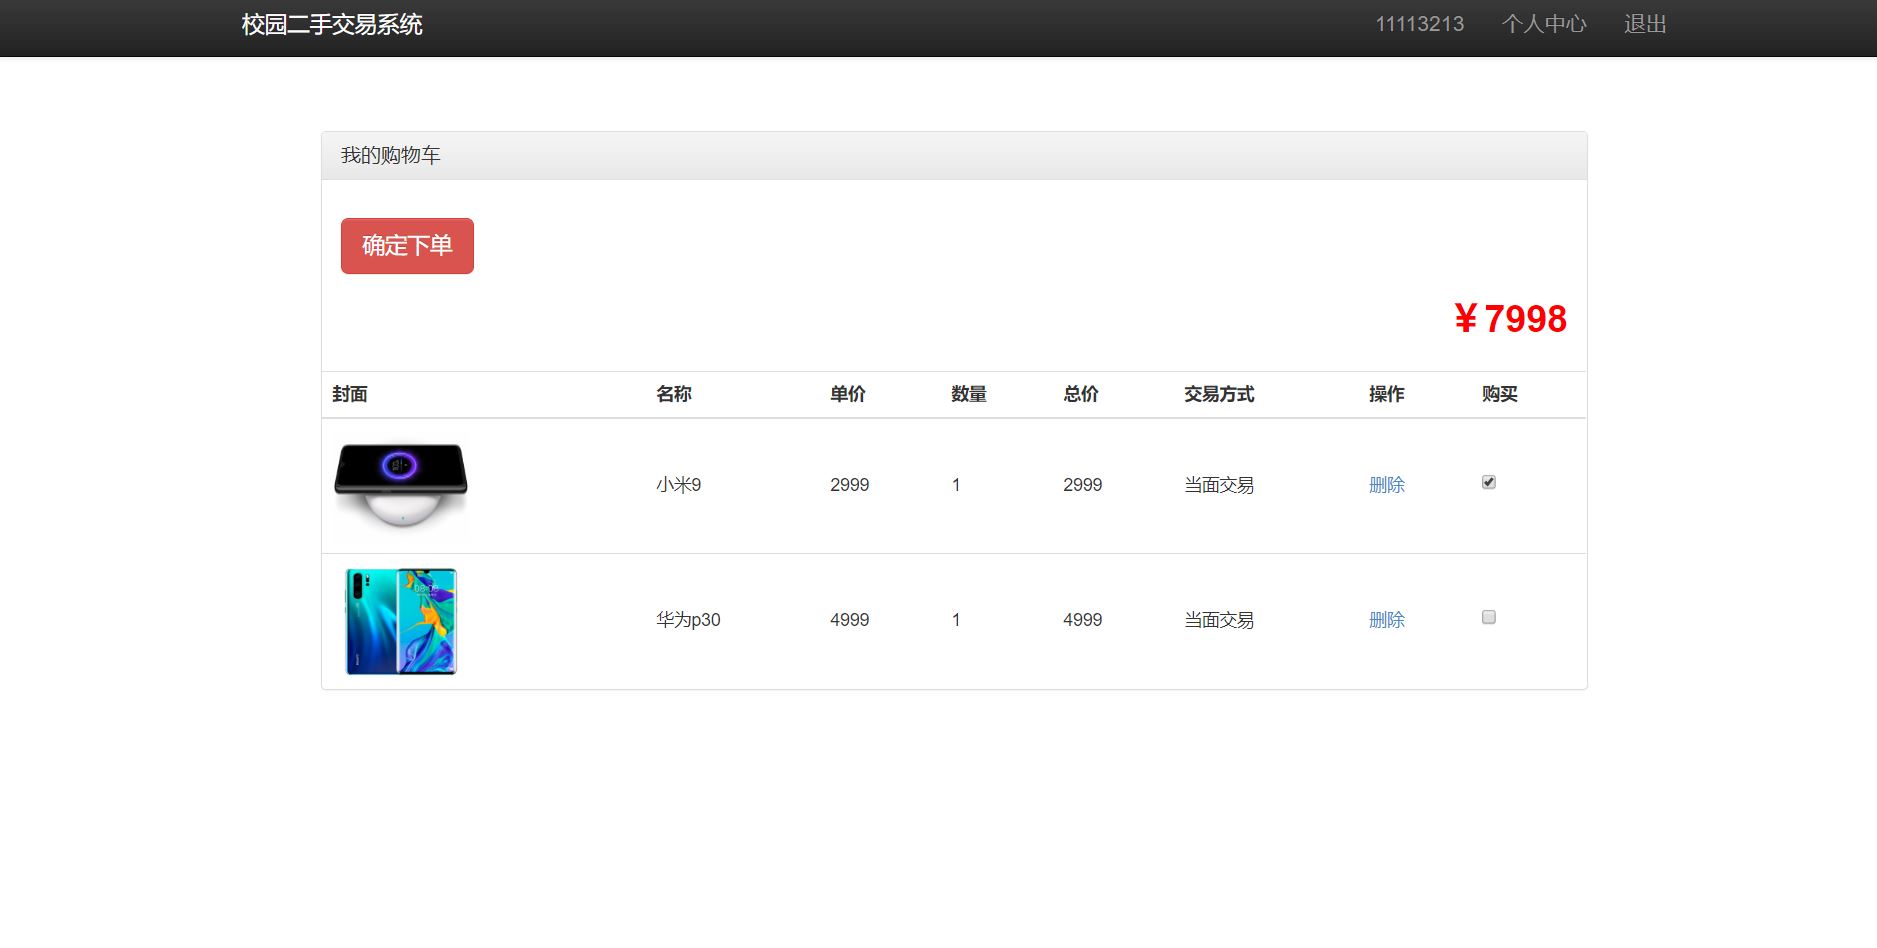 校园二手交易系统 11113213 个人中心 退出
我的购物车
确定下单
¥7998
封面 名称 单价 数量 总价 交易方式 操作 购买
小米9 2999 1 2999 当面交易 删除
08:08
华为p30 4999 1 4999 当面交易 删除